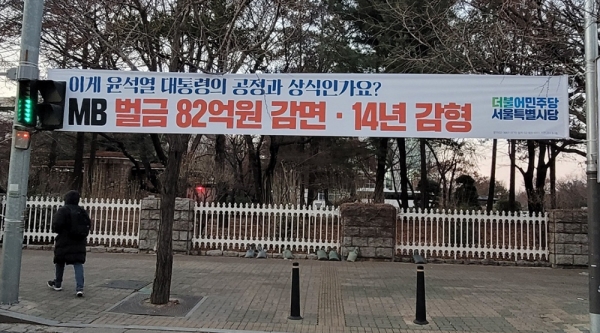 이게 윤석열 대통령의 공정과 상식인가요?
MB 벌금 82억원 감면 · 14년 감형
더불어민주당
서울특별시당